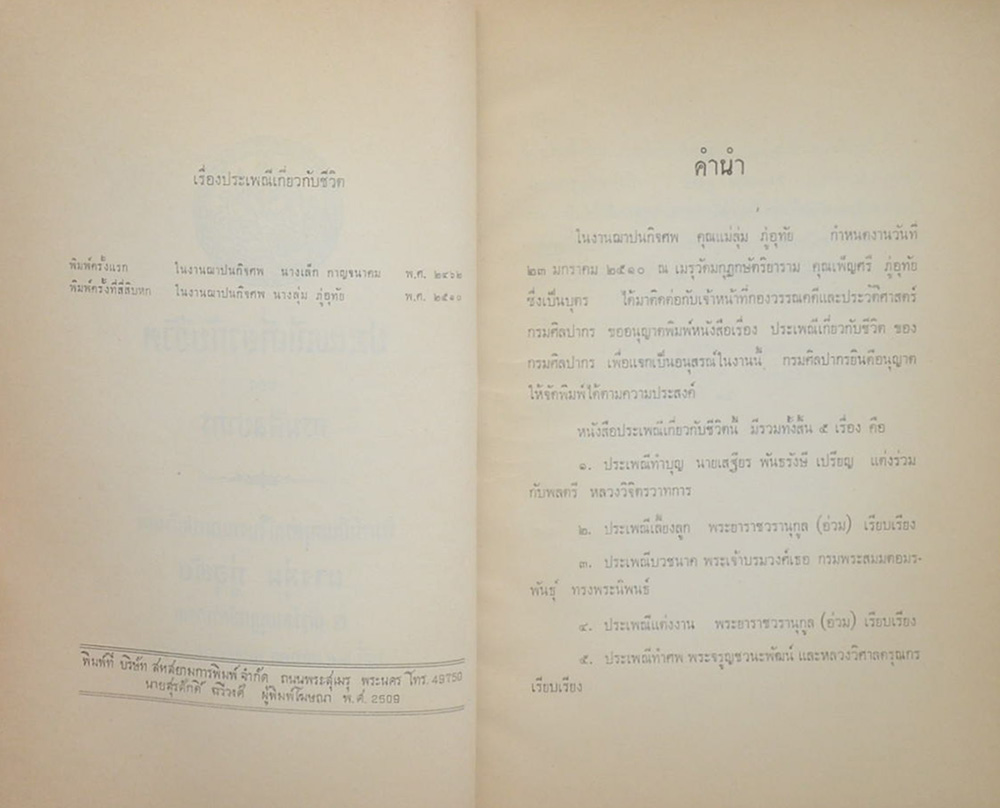 เรื่องประเพณีเกี่ยวกับชีวิต
พิมพ์ครั้งแรก ในงานฌาปนกิจศพ นางเล็ก กาญจนาคม พ.ศ. ๒๔๖๒
พิมพ์ครั้งที่สี่สิบหก ในงานฌาปนกิจศพ นางลุ่ม ภู่อุทัย พ.ศ. ๒๕๑๐
พิมพ์ที่ บริษัท สหสยามการพิมพ์ จำกัด ถนนพระสุเมรุ พระนคร โทร. 49750
นายสุรศักดิ์ ผู้พิมพ์โฆษณา พ.ศ. 2509
คำนำ
ในงานฌาปนกิจศพ คุณแม่ลุ่ม ภู่อุทัย กำหนดงานวันที่
๒๓ มกราคม ๒๕๑๐ ณ เมรุวัดมกุฏกษัตริยาราม คุณเพ็ญศรี ภู่อุทัย
ซึ่งเป็นบุตร ได้มาติดต่อกับเจ้าหน้าที่กองวรรณคดีและประวัติศาสตร์
กรมศิลปากร ขออนุญาตพิมพ์หนังสือเรื่อง ประเพณีเกี่ยวกับชีวิต ของ
กรมศิลปากร เพื่อแจกเป็นอนุสรณ์ในงานนี้ กรมศิลปากรยินดีอนุญาต
ให้จัดพิมพ์ได้ตามความประสงค์
หนังสือประเพณีเกี่ยวกับชีวิตนี้ มีรวมทั้งสิ้น ๕ เรื่อง คือ
๑. ประเพณีทำบุญ นายเสฐียร พันธรังษี เปรียญ แต่งร่วม
กับพลตรี หลวงวิจิตรวาทการ
๒. ประเพณีเลี้ยงลูก พระยาราชวรานุกูล (อ่วม) เรียบเรียง
๓. ประเพณีบวชนาค พระเจ้าบรมวงศ์เธอ กรมพระสมมตอมร-
พันธุ์ ทรงพระนิพนธ์
๔. ประเพณีแต่งงาน พระยาราชวรานุกูล (อ่วม) เรียบเรียง
๕. ประเพณีทำศพ พระจรูญชวนะพัฒน์ และหลวงวิศาลดรุณกร
เรียบเรียง